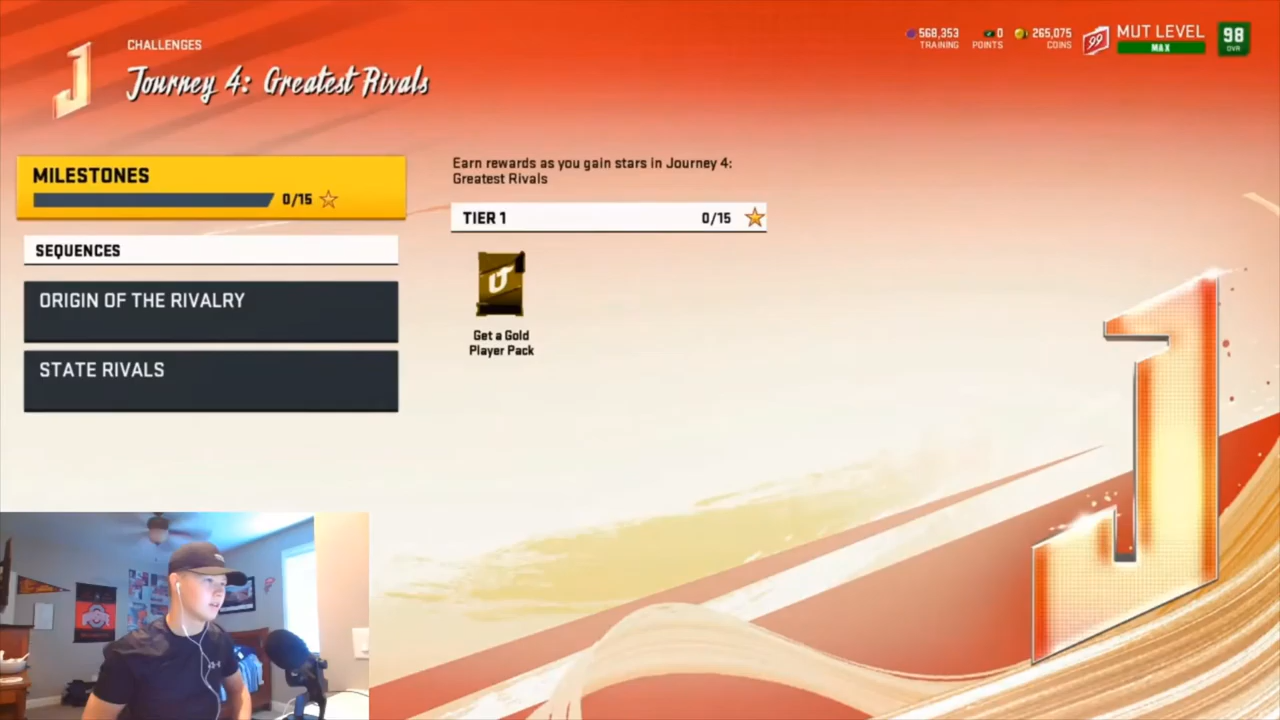 CHALLENGES
Journey 4: Greatest Rivals
568,353
TRAINING
0
POINTS
265,075
COINS
99
MUT LEVEL
MAX
98
OVR
MILESTONES
0/15
SEQUENCES
ORIGIN OF THE RIVALRY
STATE RIVALS
Earn rewards as you gain stars in Journey 4:
Greatest Rivals
TIER 1
0/15
UT
Get a Gold
Player Pack
J
J